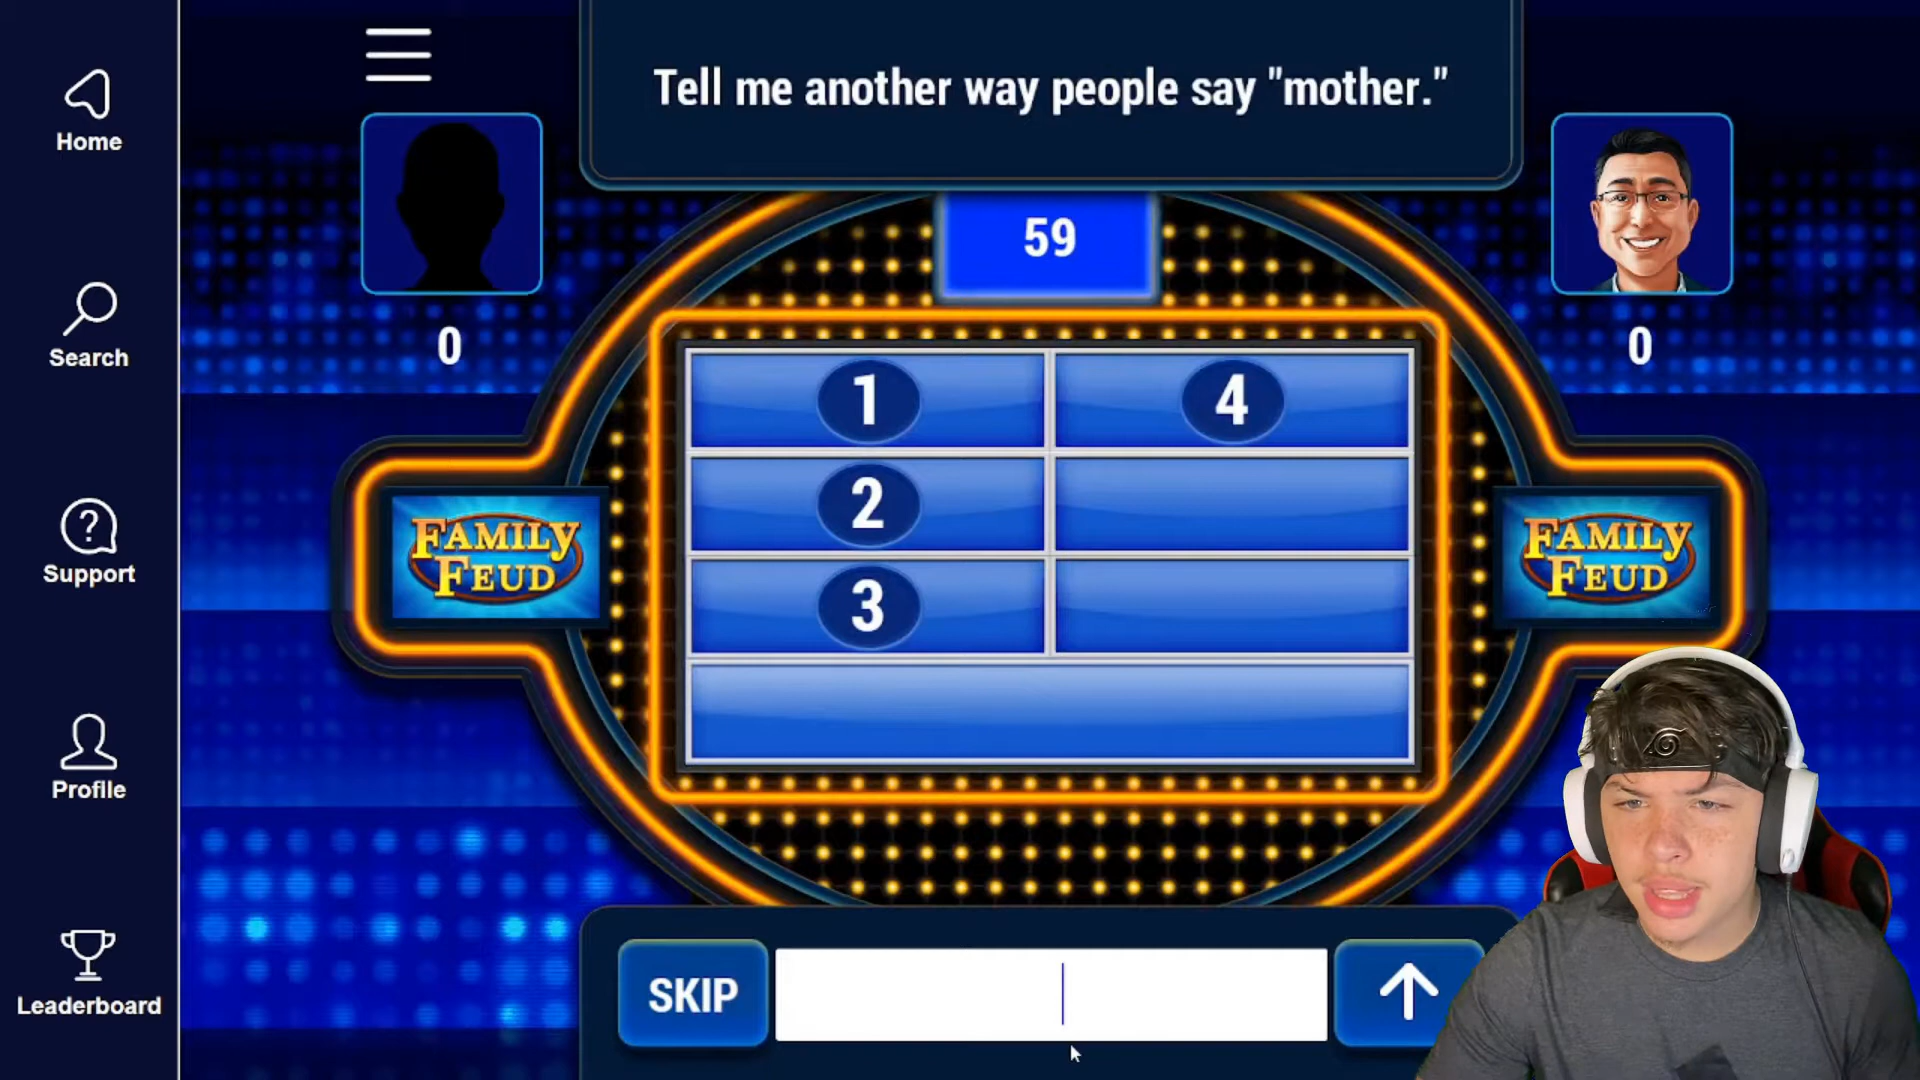 Home
Search
Support
Profile
Leaderboard
Tell me another way people say "mother."
59
0
0
1
4
2
3
FAMILY
FEUD
FAMILY
FEUD
SKIP